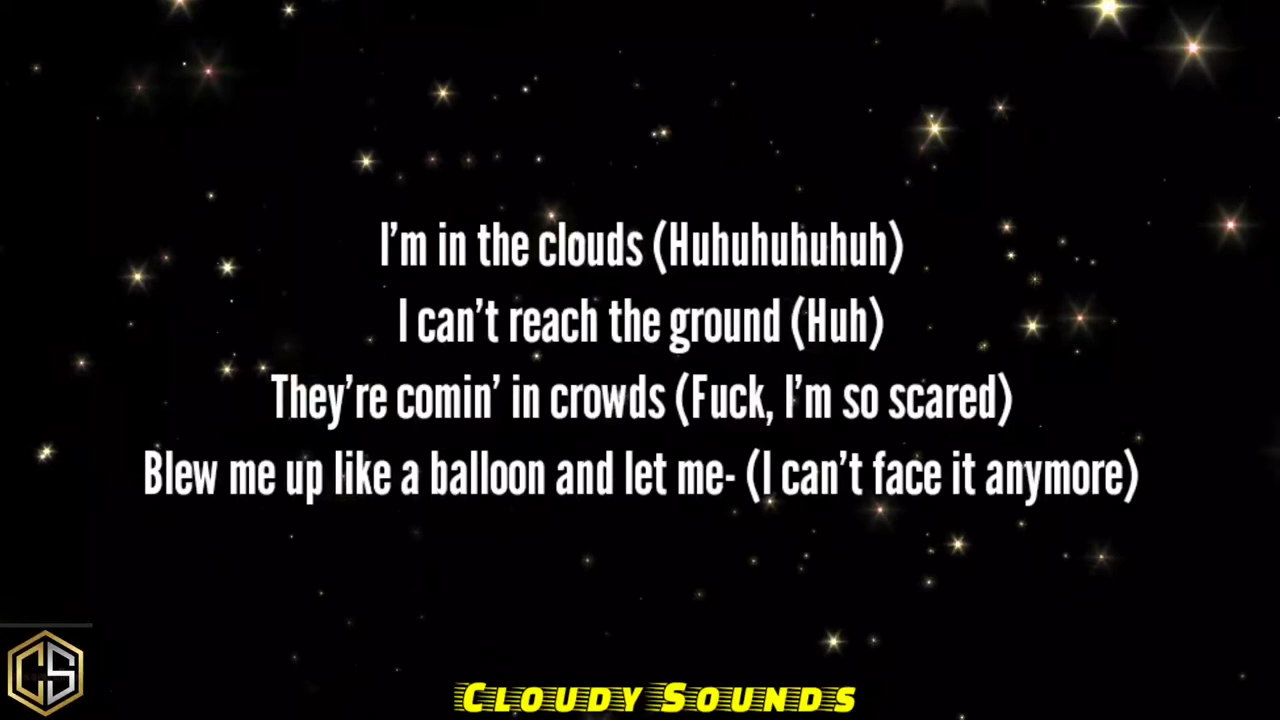 I'm in the clouds (Huhuhuhuhuh)
I can't reach the ground (Huh)
They're comin' in crowds (Fuck, I'm so scared)
Blew me up like a balloon and let me- (I can't face it anymore)
CS
CLOUDY SOUNDS